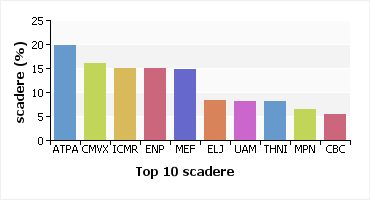 25
20
15
10
5
0
scadere (%)
ATPA CMVX ICMR ENP MEF ELJ UAM THNI MPN CBC
Top 10 scadere